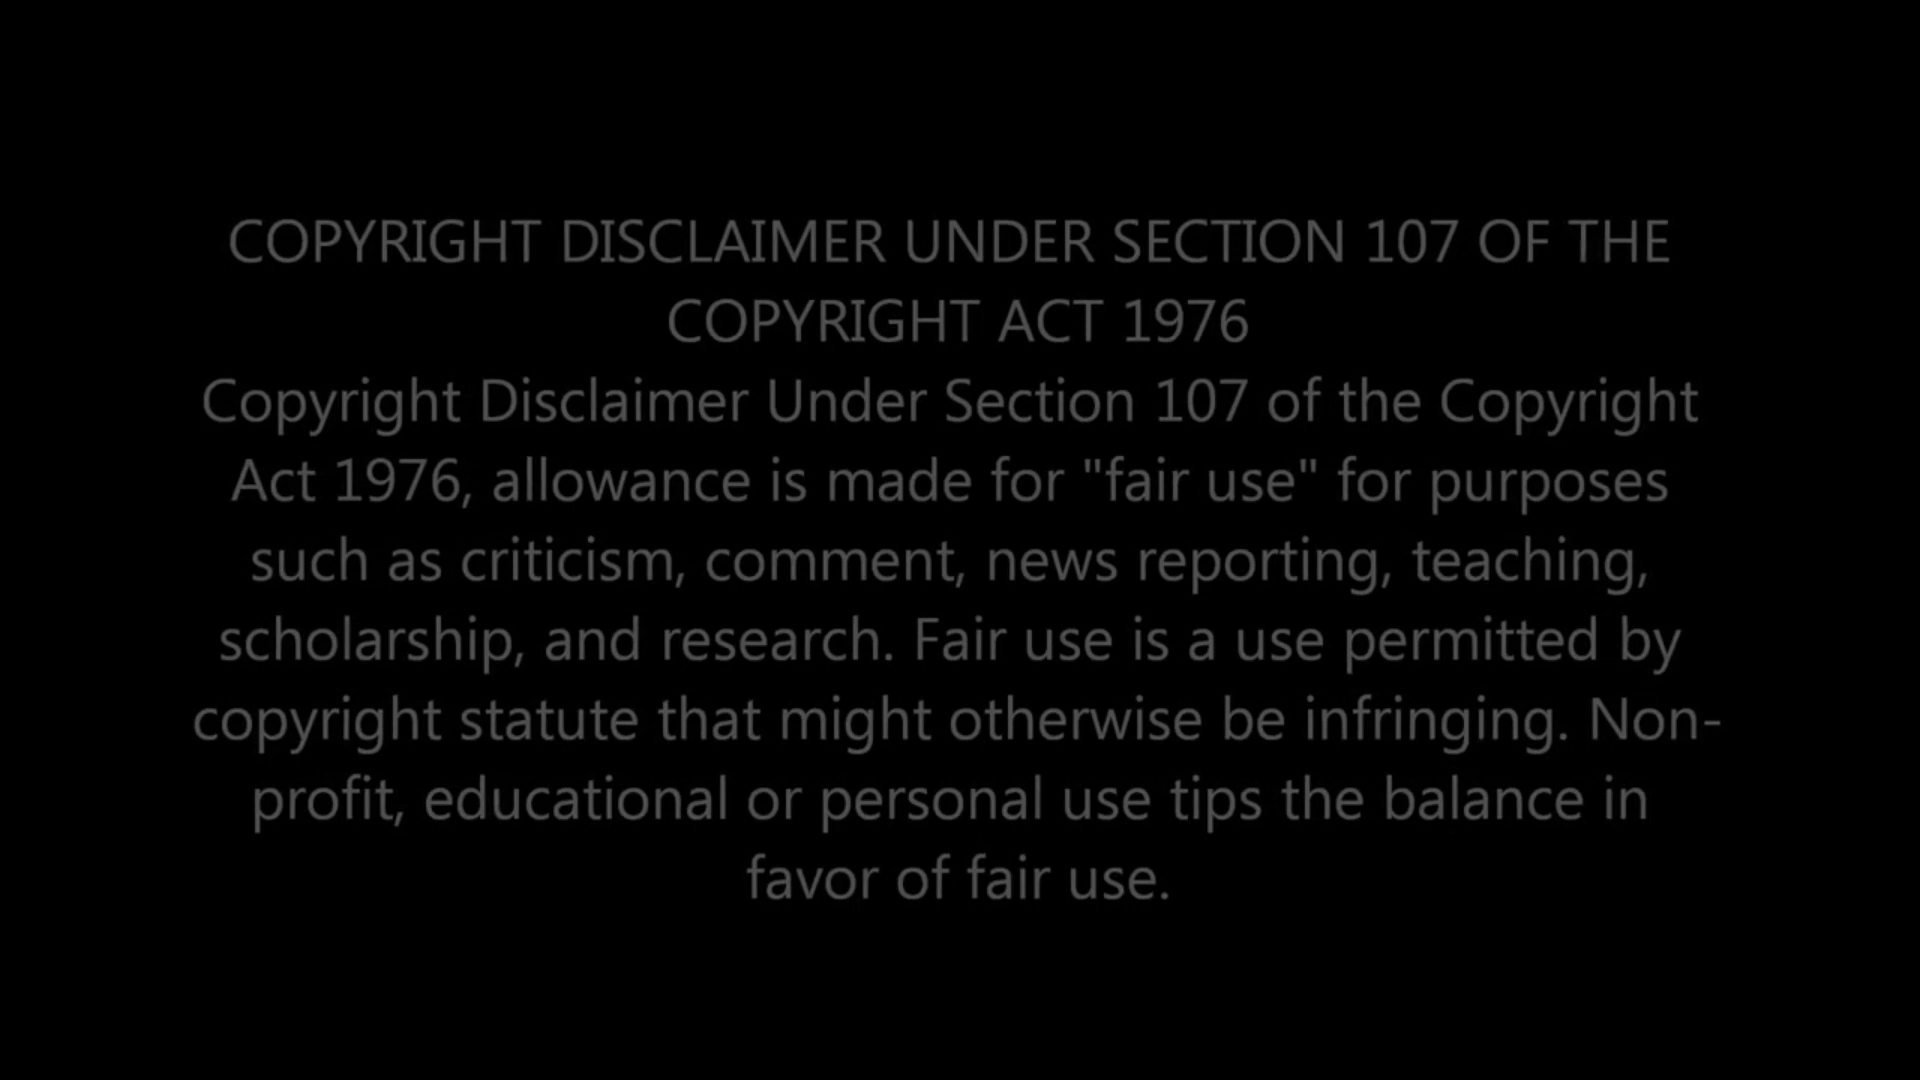 COPYRIGHT DISCLAIMER UNDER SECTION 107 OF THE
COPYRIGHT ACT 1976
Copyright Disclaimer Under Section 107 of the Copyright
Act 1976, allowance is made for "fair use" for purposes
such as criticism, comment, news reporting, teaching,
scholarship, and research. Fair use is a use permitted by
copyright statute that might otherwise be infringing. Non-
profit, educational or personal use tips the balance in
favor of fair use.